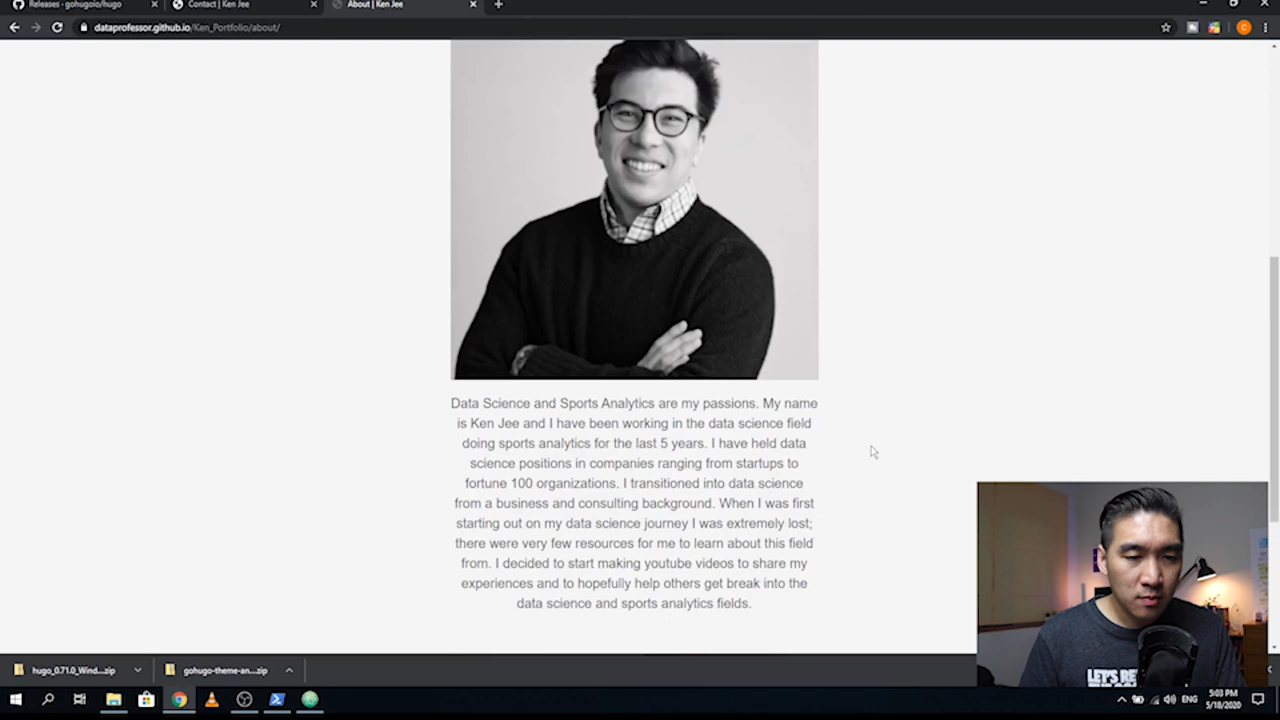 Releases - gohugoio/hugo
Contact | Ken Jee
About | Ken Jee
dataprofessor.github.io/Ken_Portfolio/about/
C
Data Science and Sports Analytics are my passions. My name
is Ken Jee and I have been working in the data science field
doing sports analytics for the last 5 years. I have held data
science positions in companies ranging from startups to
fortune 100 organizations. I transitioned into data science
from a business and consulting background. When I was first
starting out on my data science journey I was extremely lost;
there were very few resources for me to learn about this field
from. I decided to start making youtube videos to share my
experiences and to hopefully help others get break into the
data science and sports analytics fields.
LET'S RE
hugo_0.71.0_Wind....zip
gohugo-theme-an....zip
ENG
5:03 PM
5/18/2020